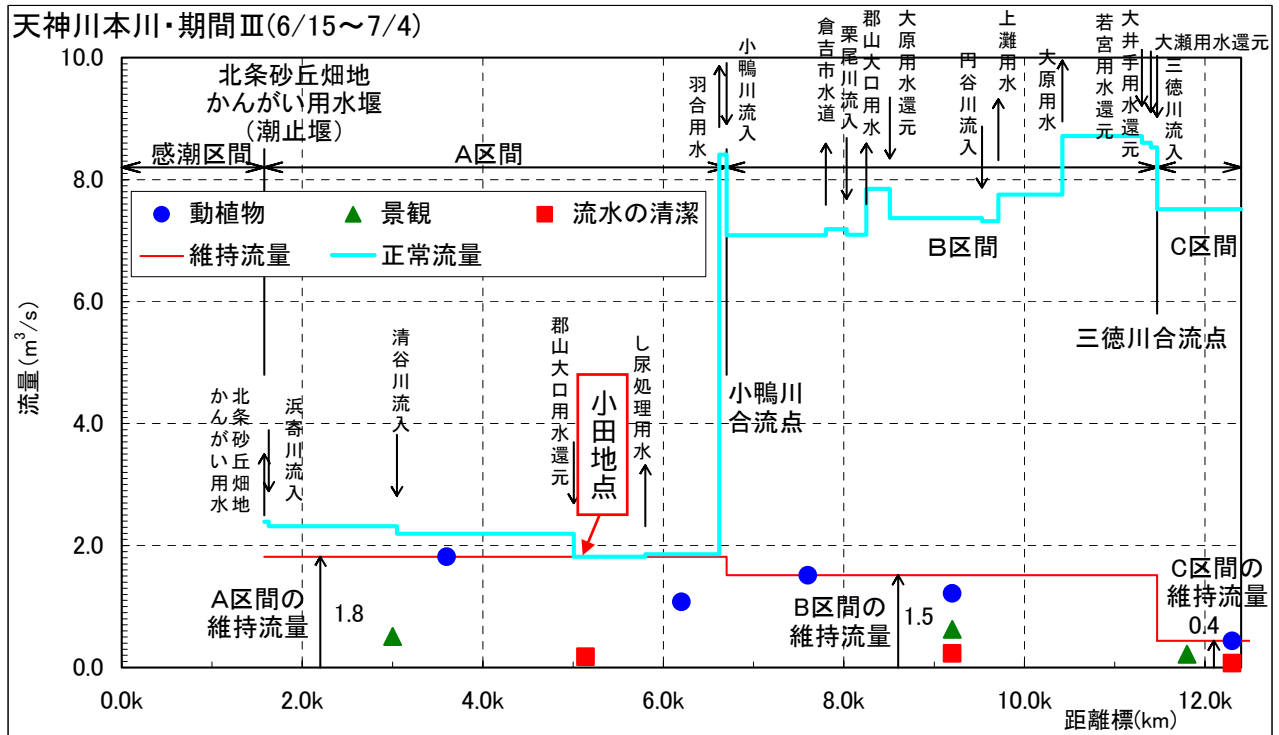 天神川本川・期間Ⅲ(6/15～7/4)
北条砂丘畑地
かんがい用水堰
(潮止堰)
感潮区間
A区間
B区間
C区間
動植物
景観
流水の清潔
維持流量
正常流量
羽合用水
小鴨川流入
倉吉市水道
栗尾川流入
郡山大口用水
大原用水還元
円谷川流入
上灘用水
大原用水
若宮用水還元
大井手用水還元
大瀬用水還元
三徳川流入
小鴨川
合流点
三徳川合流点
北条砂丘畑地
かんがい用水
浜寄川流入
清谷川流入
郡山大口用水還元
小田地点
し尿処理用水
A区間の
維持流量
1.8
B区間の
維持流量
1.5
C区間の
維持流量
0.4
流量(m³/s)
10.0
8.0
6.0
4.0
2.0
0.0
0.0k
2.0k
4.0k
6.0k
8.0k
10.0k
12.0k
距離標(km)